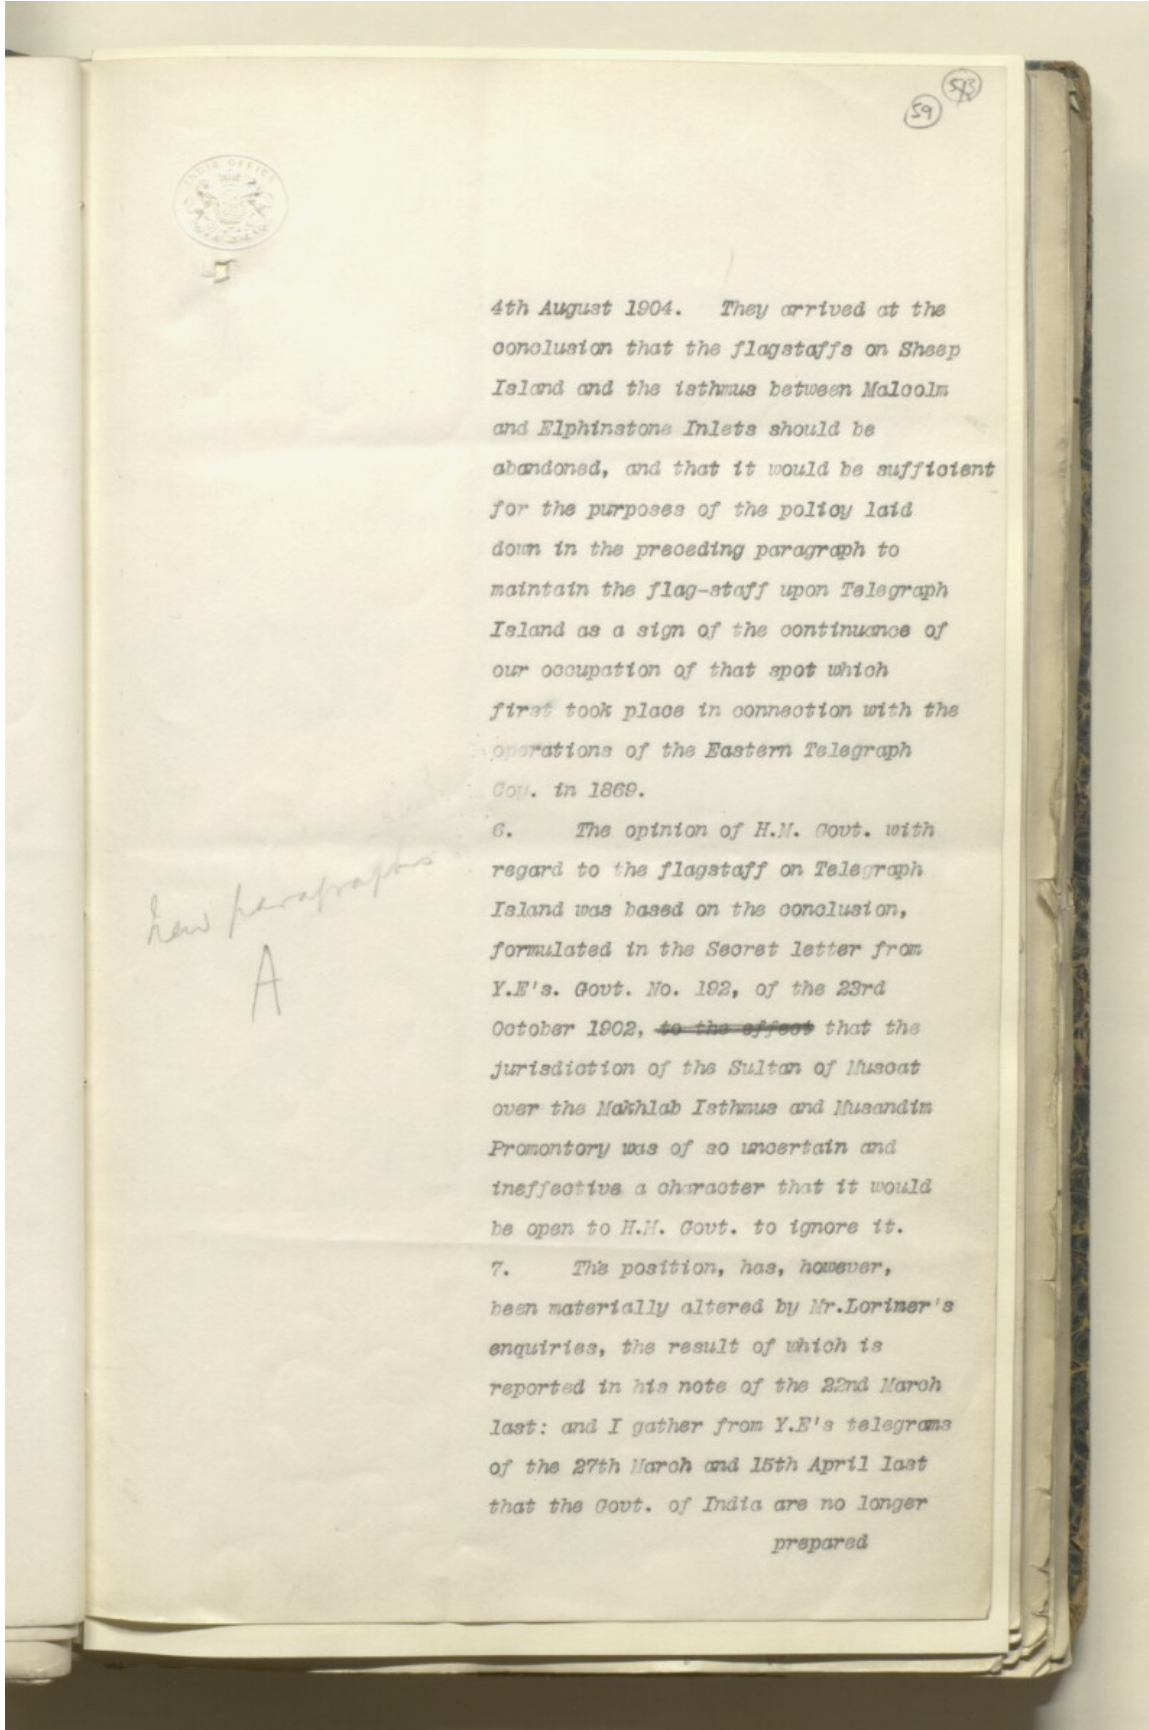 59
INDIA OFFICE
4th August 1904. They arrived at the
conclusion that the flagstaffs on Sheep
Island and the isthmus between Malcolm
and Elphinstone Inlets should be
abandoned, and that it would be sufficient
for the purposes of the policy laid
down in the preceding paragraph to
maintain the flag-staff upon Telegraph
Island as a sign of the continuance of
our occupation of that spot which
first took place in connection with the
operations of the Eastern Telegraph
Coy. in 1869.
6. The opinion of H.M. Govt. with
regard to the flagstaff on Telegraph
Island was based on the conclusion,
formulated in the Secret letter from
Y.E's. Govt. No. 192, of the 23rd
October 1902, to the effect that the
jurisdiction of the Sultan of Muscat
over the Makhlab Isthmus and Musandim
Promontory was of so uncertain and
ineffective a character that it would
be open to H.M. Govt. to ignore it.
7. The position, has, however,
been materially altered by Mr.Lorimer's
enquiries, the result of which is
reported in his note of the 22nd March
last: and I gather from Y.E's telegrams
of the 27th March and 15th April last
that the Govt. of India are no longer
prepared
New paragraphs
A